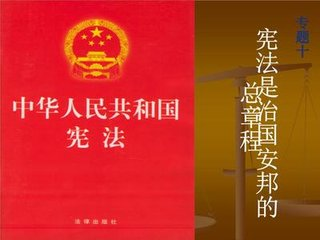 中华人民共和国
宪法
法律出版社
专题十
宪法是治国安邦的
总章程